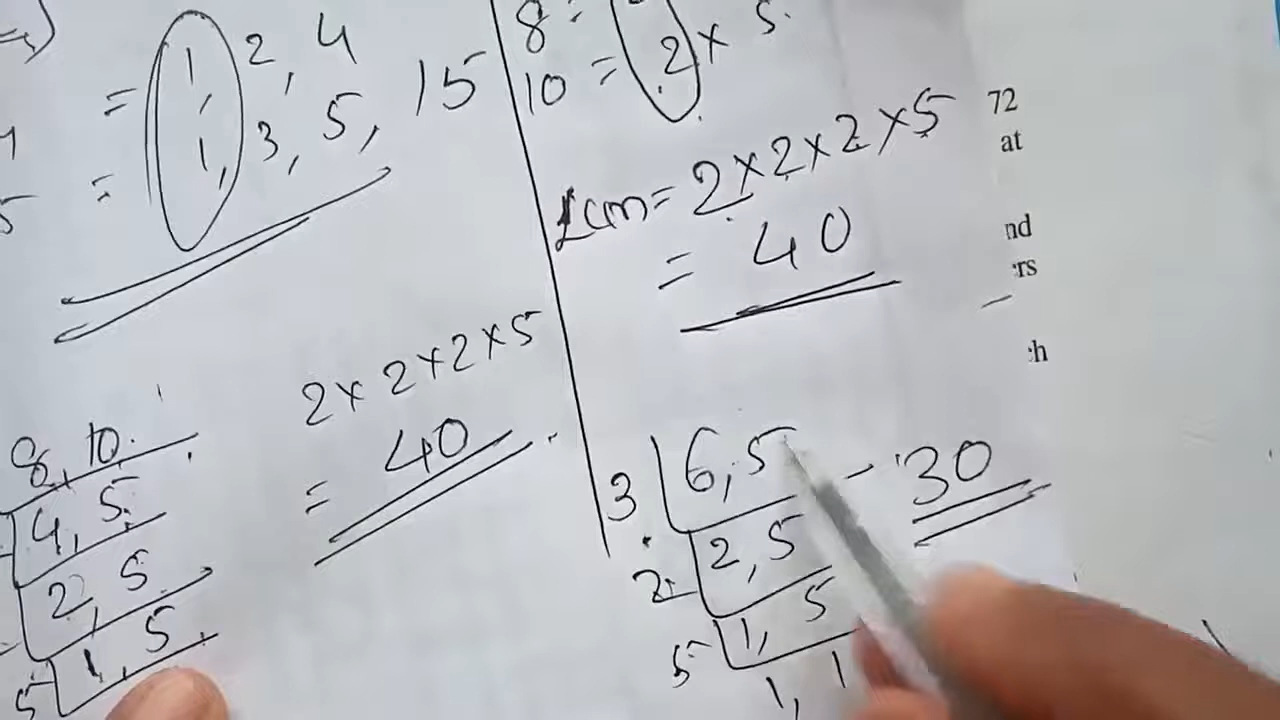 = 1, 2, 4
= 1, 3, 5, 15
8 =
10 = 2 × 5
Lcm = 2×2×2×5
= 40
72
at
nd
rs
h
8, 10
4, 5
2, 5
5 1, 5
2×2×2×5
= 40
3 6, 5 - 30
2 2, 5
5 1, 5
1, 1